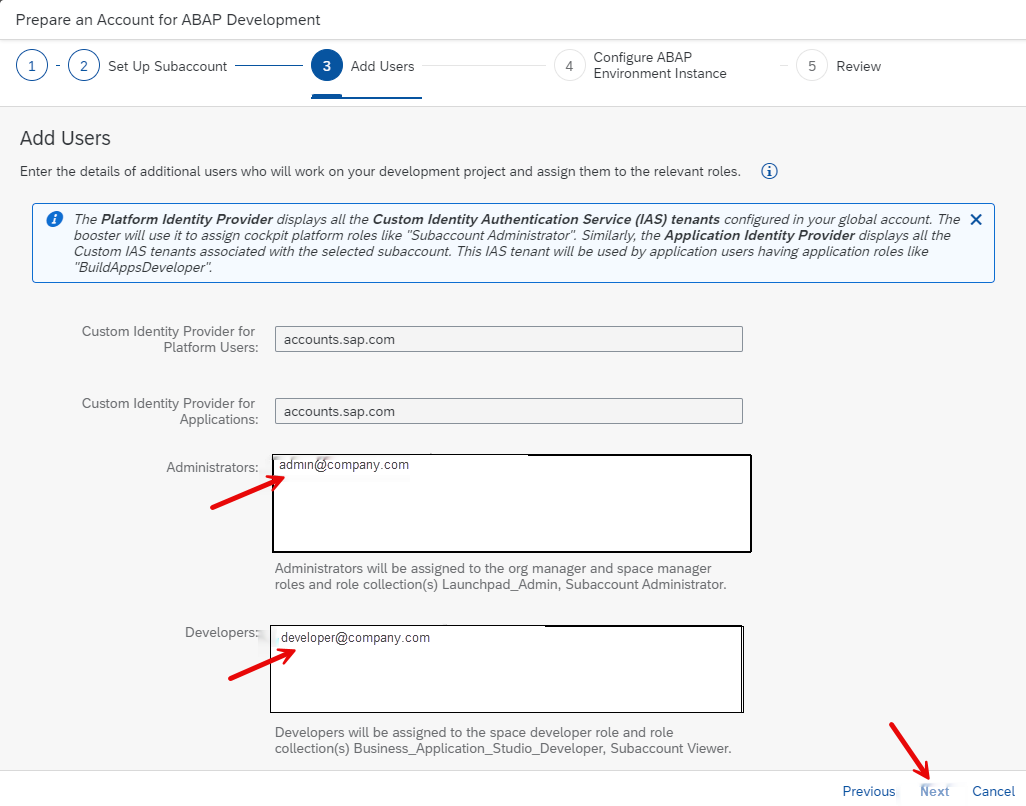 Prepare an Account for ABAP Development
1 - 2 Set Up Subaccount 3 Add Users 4 Configure ABAP Environment Instance 5 Review
Add Users
Enter the details of additional users who will work on your development project and assign them to the relevant roles.
The Platform Identity Provider displays all the Custom Identity Authentication Service (IAS) tenants configured in your global account. The
booster will use it to assign cockpit platform roles like "Subaccount Administrator". Similarly, the Application Identity Provider displays all the
Custom IAS tenants associated with the selected subaccount. This IAS tenant will be used by application users having application roles like
"BuildAppsDeveloper".
Custom Identity Provider for
Platform Users:
accounts.sap.com
Custom Identity Provider for
Applications:
accounts.sap.com
Administrators:
admin@company.com
Administrators will be assigned to the org manager and space manager
roles and role collection(s) Launchpad_Admin, Subaccount Administrator.
Developers:
developer@company.com
Developers will be assigned to the space developer role and role
collection(s) Business_Application_Studio_Developer, Subaccount Viewer.
Previous Next Cancel